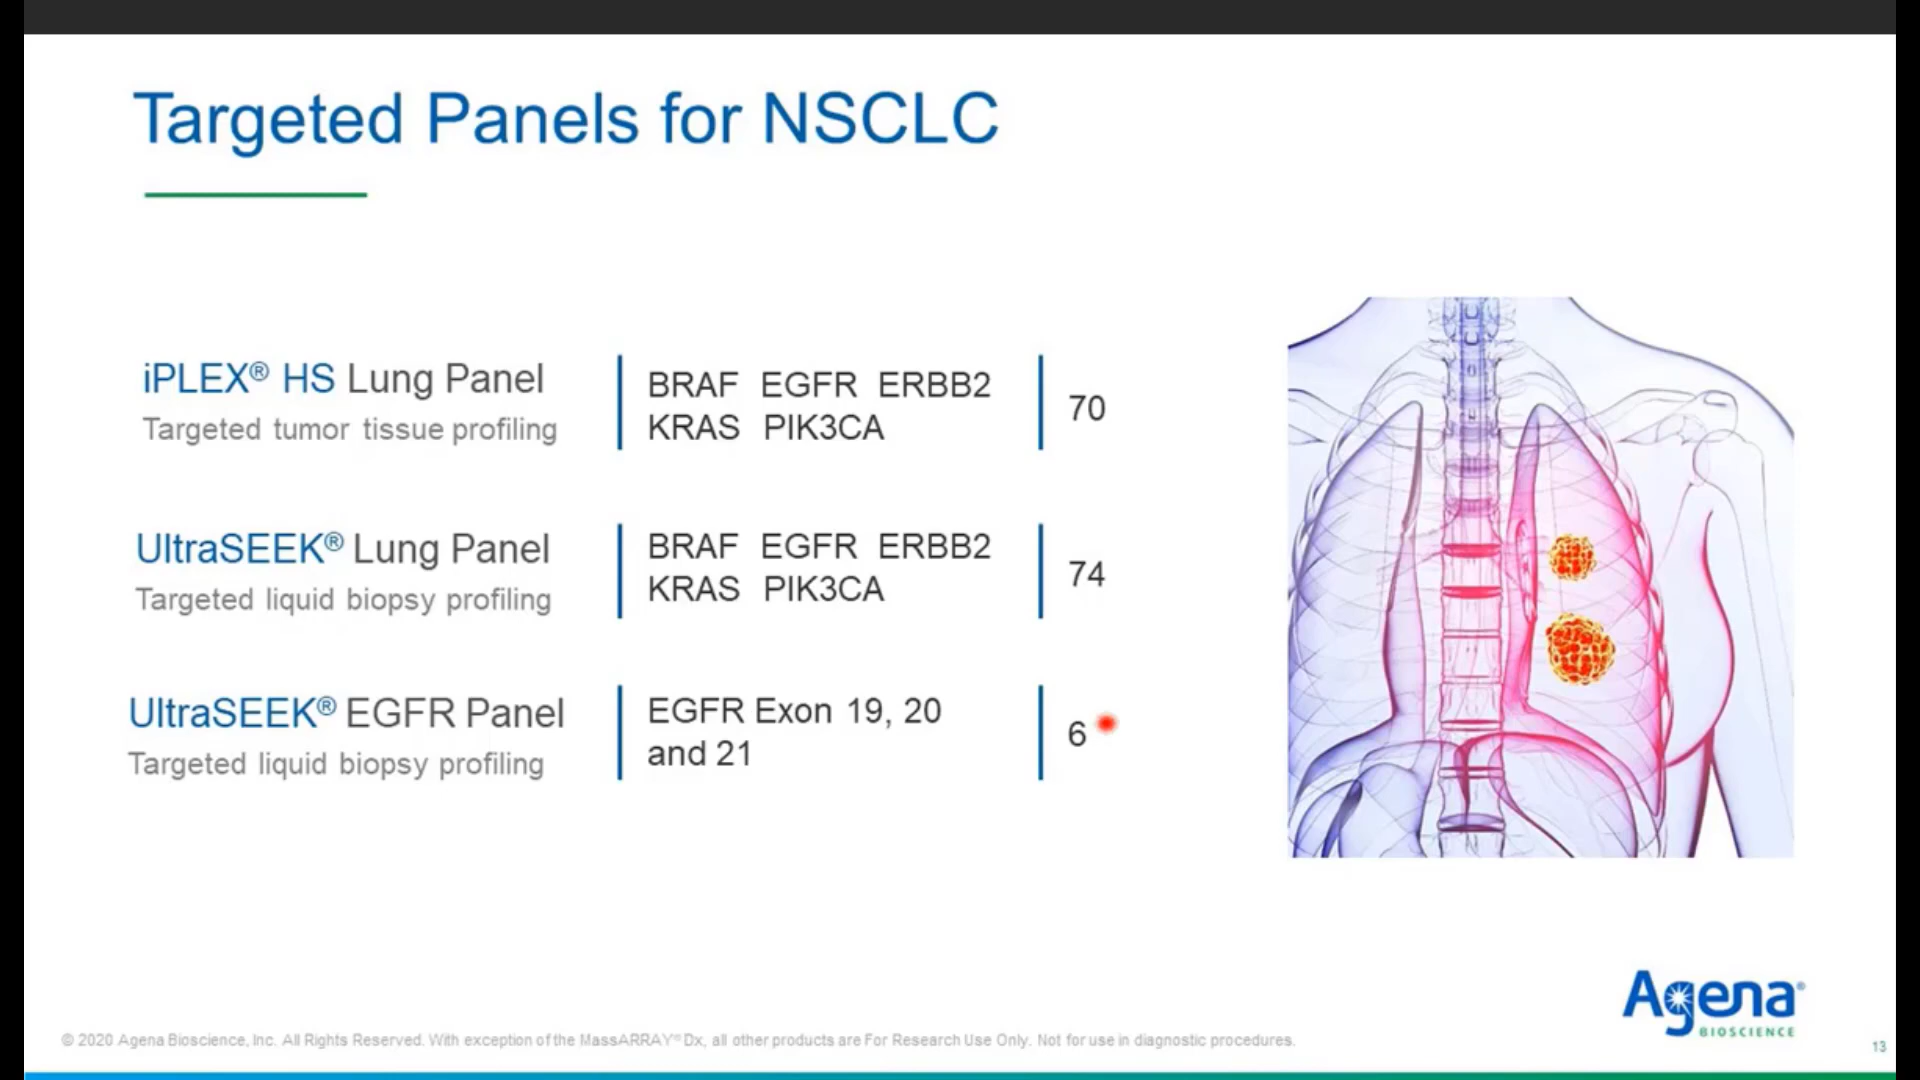 Targeted Panels for NSCLC
iPLEX® HS Lung Panel
Targeted tumor tissue profiling
BRAF EGFR ERBB2
KRAS PIK3CA
70
UltraSEEK® Lung Panel
Targeted liquid biopsy profiling
BRAF EGFR ERBB2
KRAS PIK3CA
74
UltraSEEK® EGFR Panel
Targeted liquid biopsy profiling
EGFR Exon 19, 20
and 21
6
Agena®
BIOSCIENCE
© 2020 Agena Bioscience, Inc. All Rights Reserved. With exception of the MassARRAY® Dx, all other products are For Research Use Only. Not for use in diagnostic procedures.
13